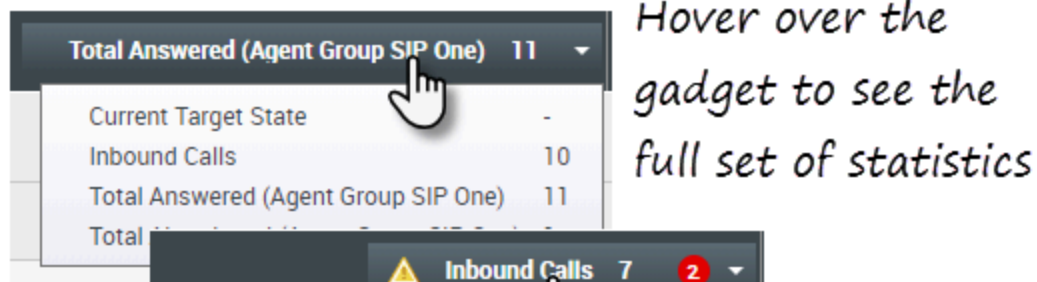 Total Answered (Agent Group SIP One) 11
Hover over the
gadget to see the
full set of statistics
Current Target State -
Inbound Calls 10
Total Answered (Agent Group SIP One) 11
Total
Inbound Calls 7 2